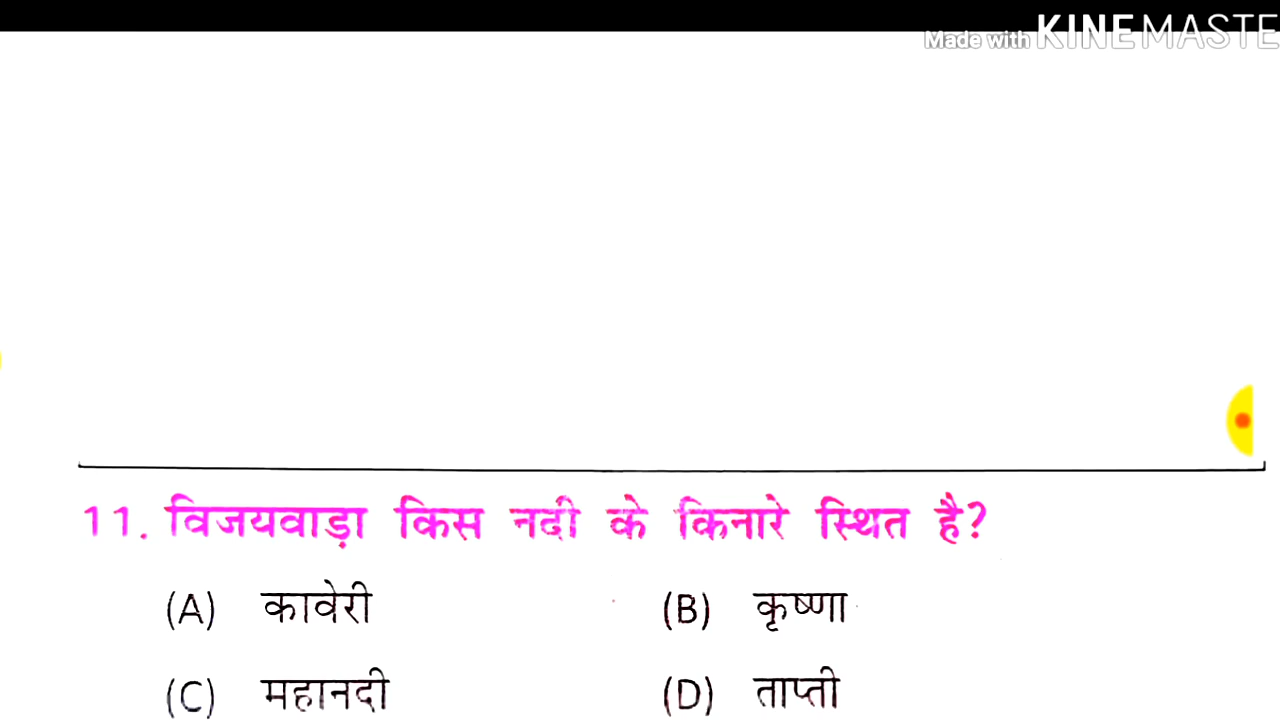 Made with KINEMASTE
11. विजयवाड़ा किस नदी के किनारे स्थित है?
(A) कावेरी (B) कृष्णा
(C) महानदी (D) ताप्ती